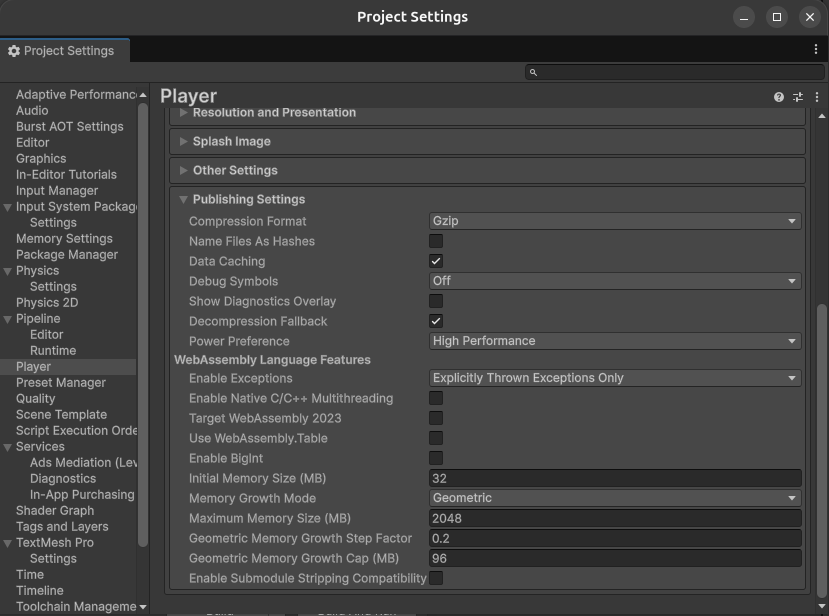 Project Settings
Project Settings
Adaptive Performanc
Audio
Burst AOT Settings
Editor
Graphics
In-Editor Tutorials
Input Manager
Input System Packag
Settings
Memory Settings
Package Manager
Physics
Settings
Physics 2D
Pipeline
Editor
Runtime
Player
Preset Manager
Quality
Scene Template
Script Execution Orde
Services
Ads Mediation (Lev
Diagnostics
In-App Purchasing
Shader Graph
Tags and Layers
TextMesh Pro
Settings
Time
Timeline
Toolchain Manageme
Player
Resolution and Presentation
Splash Image
Other Settings
Publishing Settings
Compression Format Gzip
Name Files As Hashes
Data Caching
Debug Symbols Off
Show Diagnostics Overlay
Decompression Fallback
Power Preference High Performance
WebAssembly Language Features
Enable Exceptions Explicitly Thrown Exceptions Only
Enable Native C/C++ Multithreading
Target WebAssembly 2023
Use WebAssembly.Table
Enable BigInt
Initial Memory Size (MB) 32
Memory Growth Mode Geometric
Maximum Memory Size (MB) 2048
Geometric Memory Growth Step Factor 0.2
Geometric Memory Growth Cap (MB) 96
Enable Submodule Stripping Compatibility